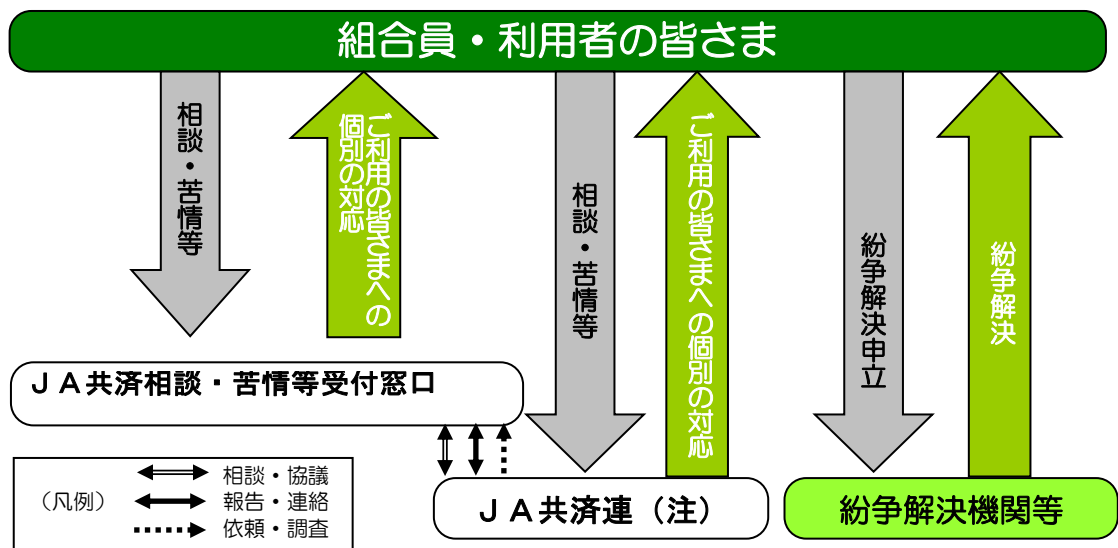 組合員・利用者の皆さま
相談・苦情等
ご利用の皆さまへの
個別の対応
相談・苦情等
ご利用の皆さまへの個別の対応
紛争解決申立
紛争解決
ＪＡ共済相談・苦情等受付窓口
ＪＡ共済連（注）
紛争解決機関等
（凡例）
相談・協議
報告・連絡
依頼・調査